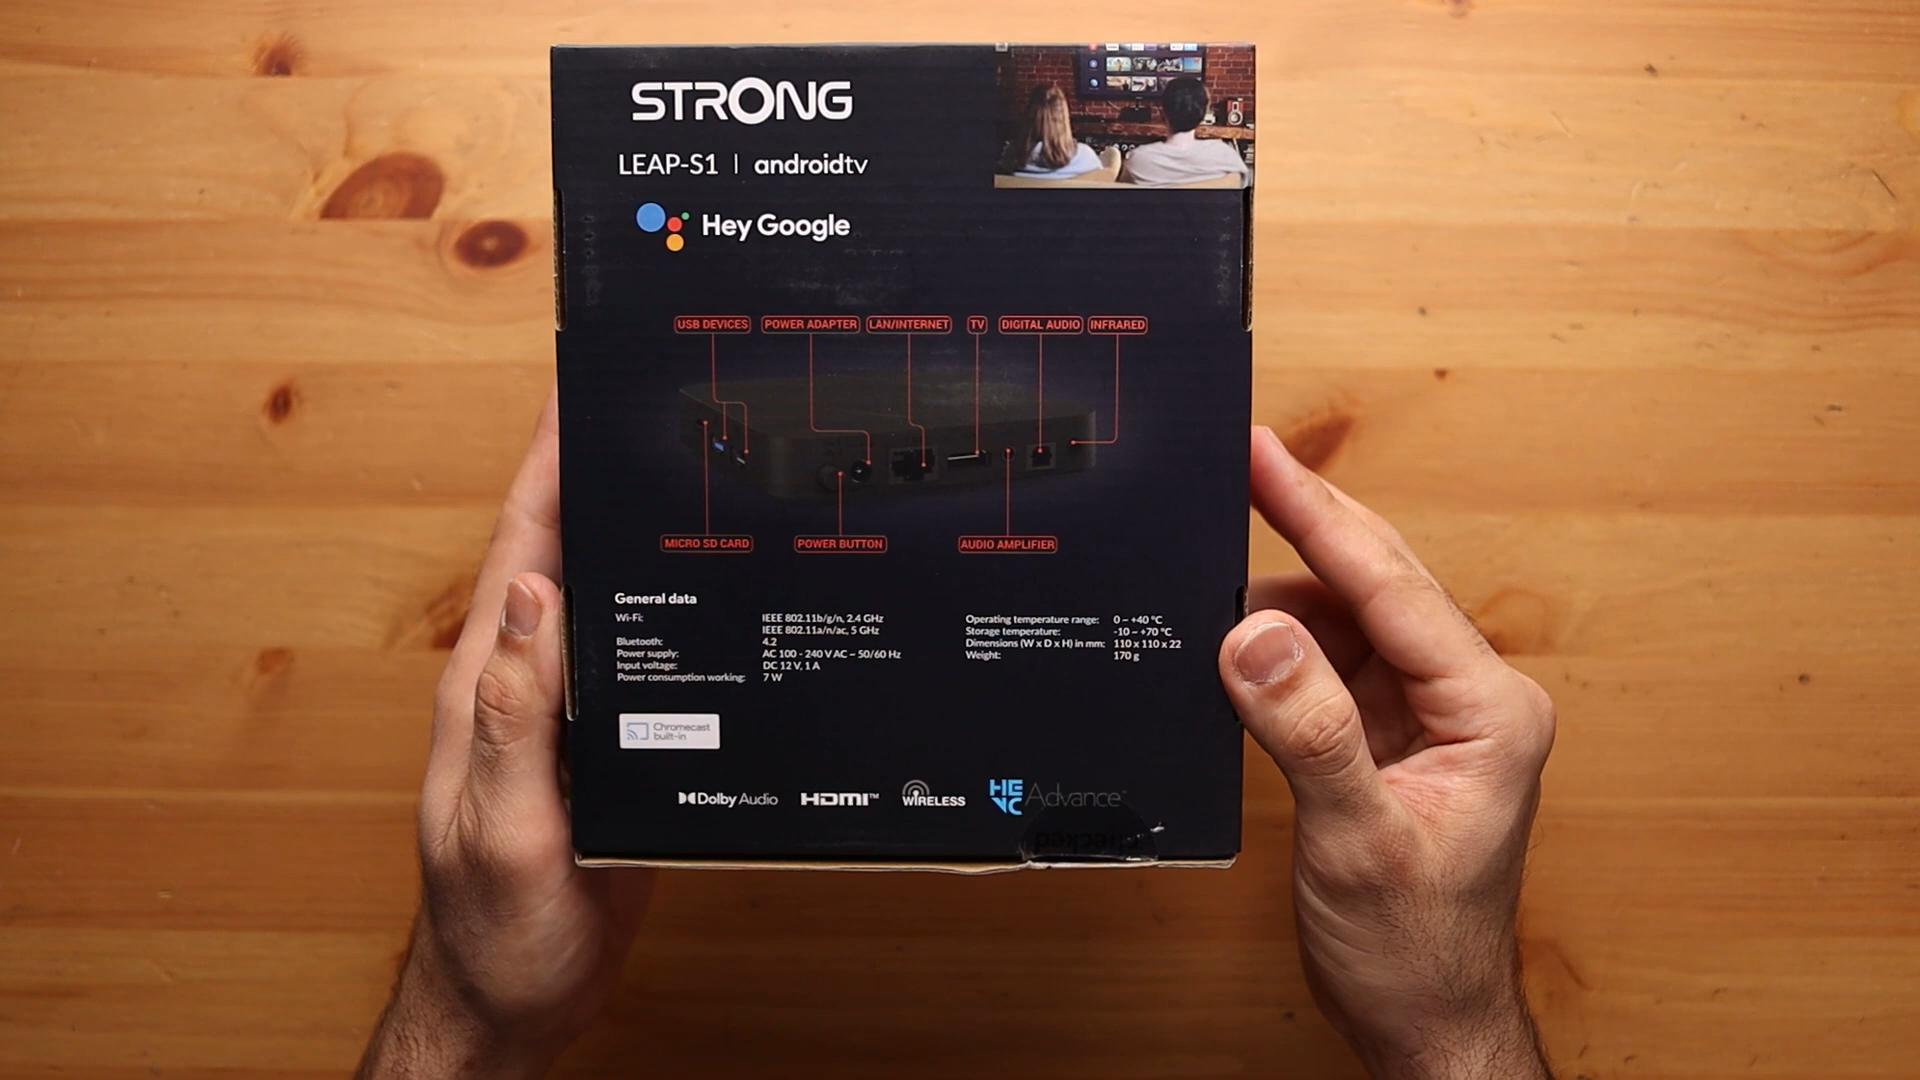 STRONG
LEAP-S1 | androidtv
Hey Google
USB DEVICES POWER ADAPTER LAN/INTERNET TV DIGITAL AUDIO INFRARED
MICRO SD CARD POWER BUTTON AUDIO AMPLIFIER
General data
Wi-Fi: IEEE 802.11b/g/n, 2.4 GHz
IEEE 802.11a/n/ac, 5 GHz
Bluetooth: 4.2
Power supply: AC 100 - 240 V AC ~ 50/60 Hz
Input voltage: DC 12 V, 1 A
Power consumption working: 7 W
Operating temperature range: 0 ~ +40 °C
Storage temperature: -10 ~ +70 °C
Dimensions (W x D x H) in mm: 110 x 110 x 22
Weight: 170 g
Chromecast
built-in
Dolby Audio HDMI™ WIRELESS HEVC Advance™
checked